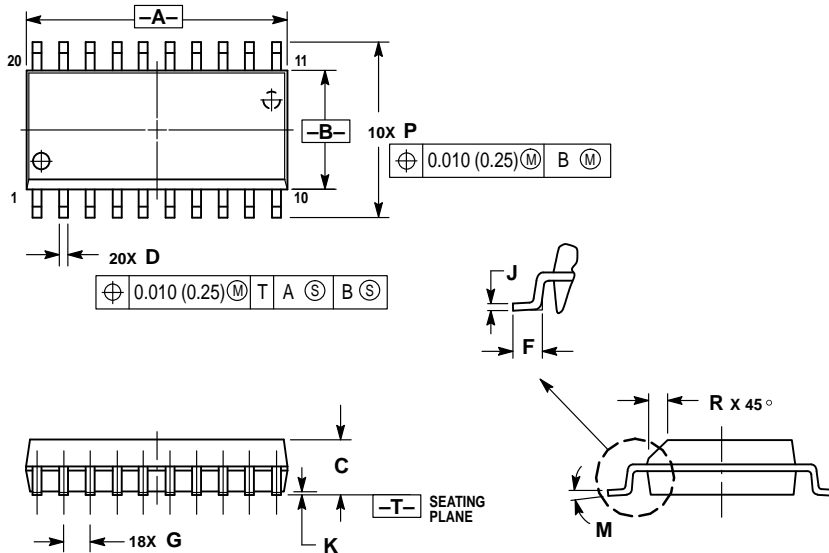 –A–
20 11
–B–
10X P
⌖ 0.010 (0.25) Ⓜ B Ⓜ
1 10
20X D
⌖ 0.010 (0.25) Ⓜ T A Ⓢ B Ⓢ
J
F
R X 45°
C
–T– SEATING
PLANE
M
18X G
K